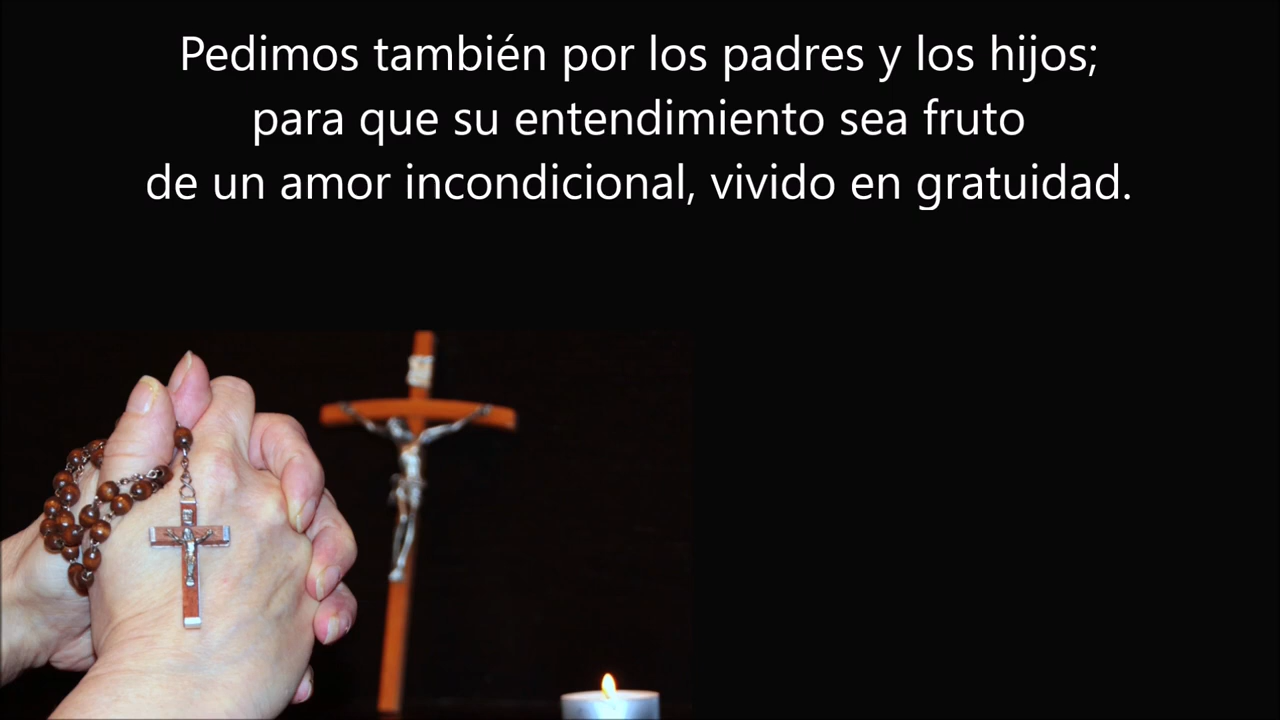 Pedimos también por los padres y los hijos;
para que su entendimiento sea fruto
de un amor incondicional, vivido en gratuidad.